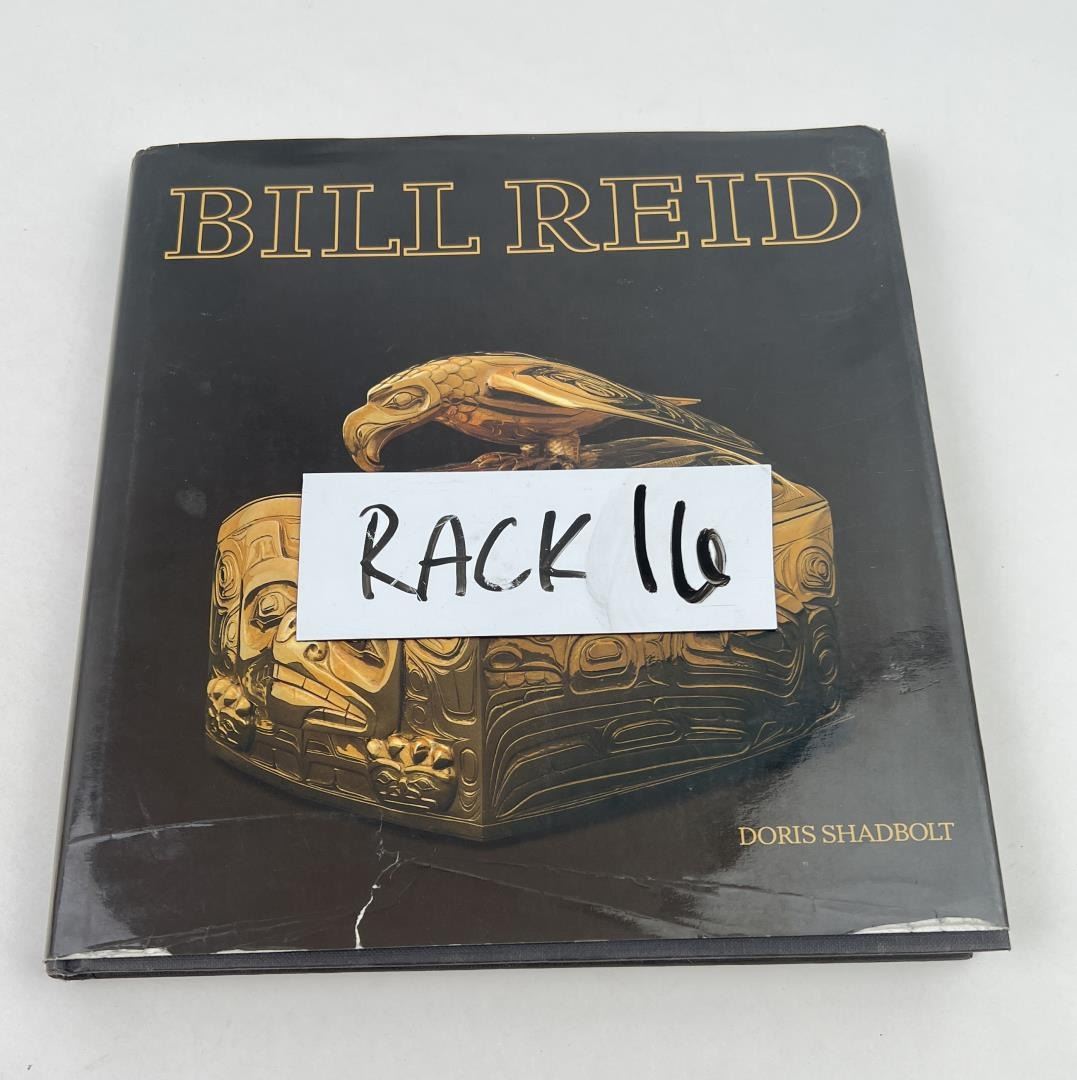 BILL REID
RACK 16
DORIS SHADBOLT